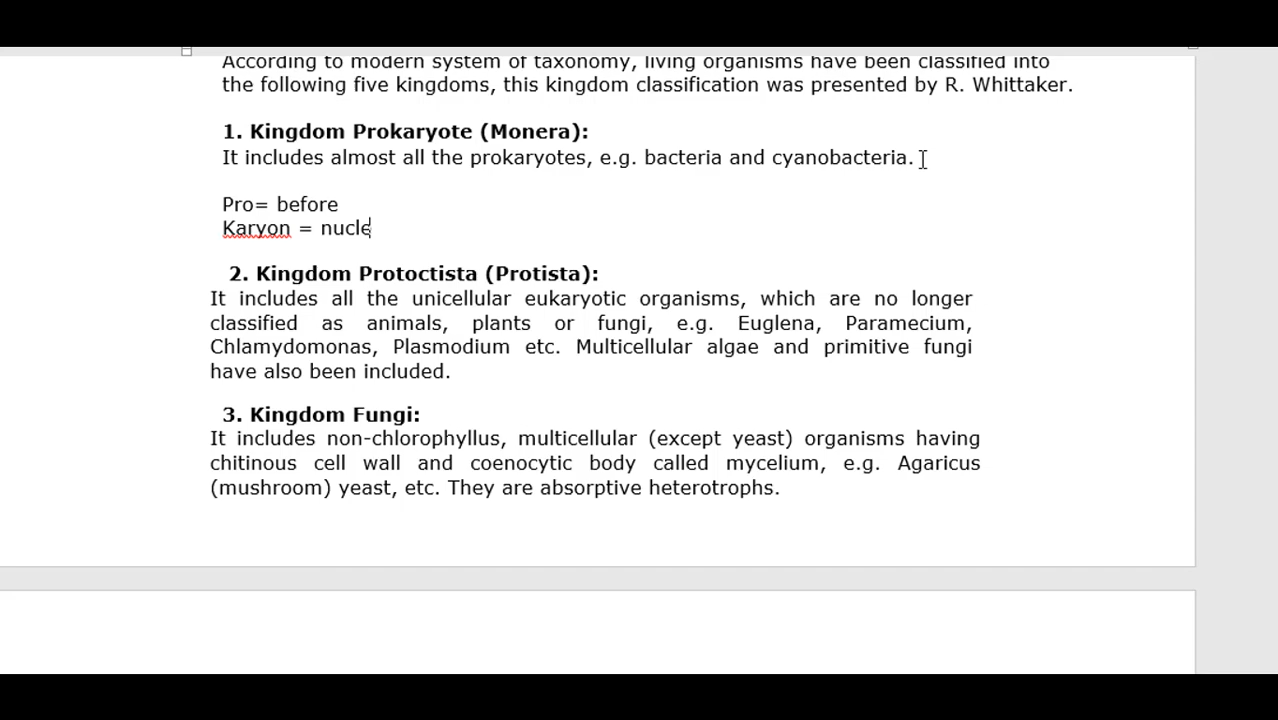 According to modern system of taxonomy, living organisms have been classified into
the following five kingdoms, this kingdom classification was presented by R. Whittaker.
1. Kingdom Prokaryote (Monera):
It includes almost all the prokaryotes, e.g. bacteria and cyanobacteria.
Pro= before
Karyon = nucle
2. Kingdom Protoctista (Protista):
It includes all the unicellular eukaryotic organisms, which are no longer
classified as animals, plants or fungi, e.g. Euglena, Paramecium,
Chlamydomonas, Plasmodium etc. Multicellular algae and primitive fungi
have also been included.
3. Kingdom Fungi:
It includes non-chlorophyllus, multicellular (except yeast) organisms having
chitinous cell wall and coenocytic body called mycelium, e.g. Agaricus
(mushroom) yeast, etc. They are absorptive heterotrophs.